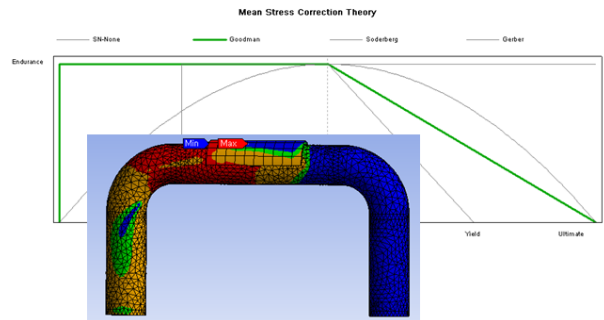 Mean Stress Correction Theory
SN-None Goodman Soderberg Gerber
Endurance
Min Max
Yield Ultimate